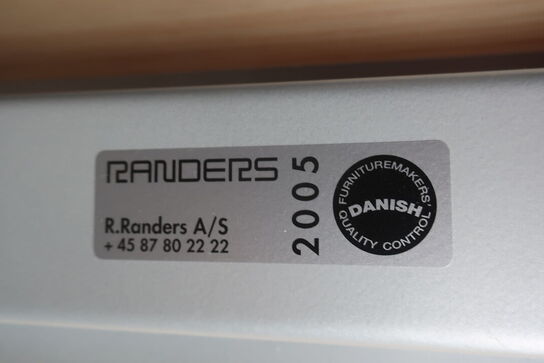 RANDERS
R.Randers A/S
+ 45 87 80 22 22
2005
FURNITUREMAKERS'
DANISH
QUALITY CONTROL